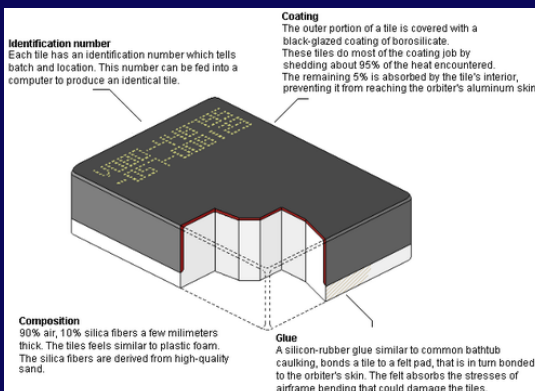 Identification number
Each tile has an identification number which tells
batch and location. This number can be fed into a
computer to produce an identical tile.
Coating
The outer portion of a tile is covered with a
black-glazed coating of borosilicate.
These tiles do most of the coating job by
shedding about 95% of the heat encountered.
The remaining 5% is absorbed by the tile's interior,
preventing it from reaching the orbiter's aluminum skin
Composition
90% air, 10% silica fibers a few milimeters
thick. The tiles feels similar to plastic foam.
The silica fibers are derived from high-quality
sand.
Glue
A silicon-rubber glue similar to common bathtub
caulking, bonds a tile to a felt pad, that is in turn bonded
to the orbiter's skin. The felt absorbs the stresses of
airframe bending that could damage the tiles.